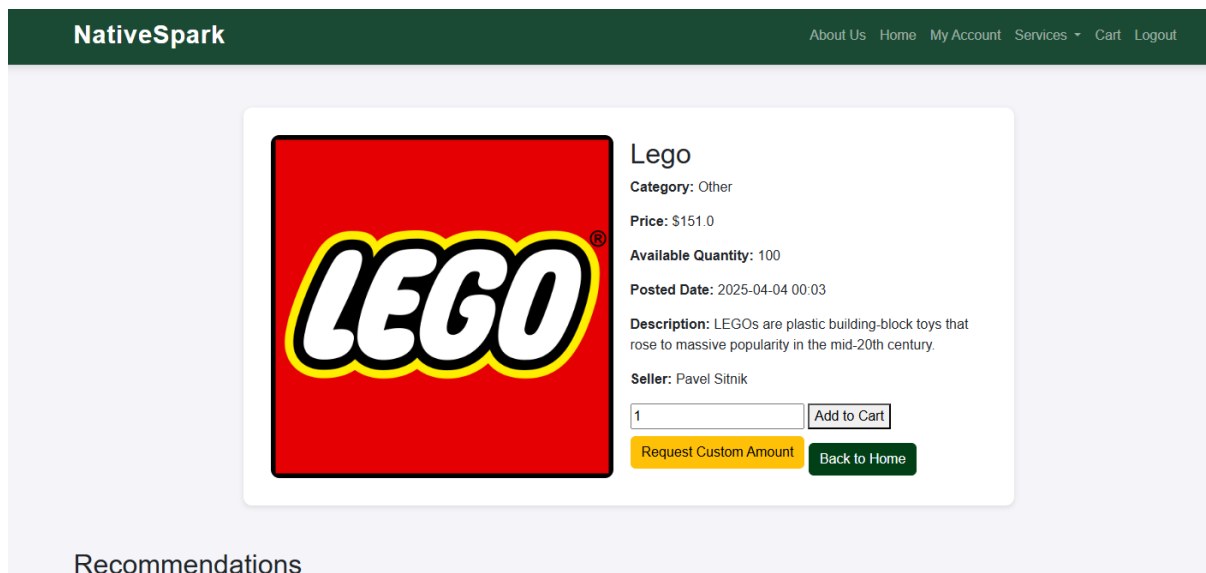 NativeSpark
About Us Home My Account Services Cart Logout
LEGO®
Lego
Category: Other
Price: $151.0
Available Quantity: 100
Posted Date: 2025-04-04 00:03
Description: LEGOs are plastic building-block toys that
rose to massive popularity in the mid-20th century.
Seller: Pavel Sitnik
1 Add to Cart
Request Custom Amount Back to Home
Recommendations